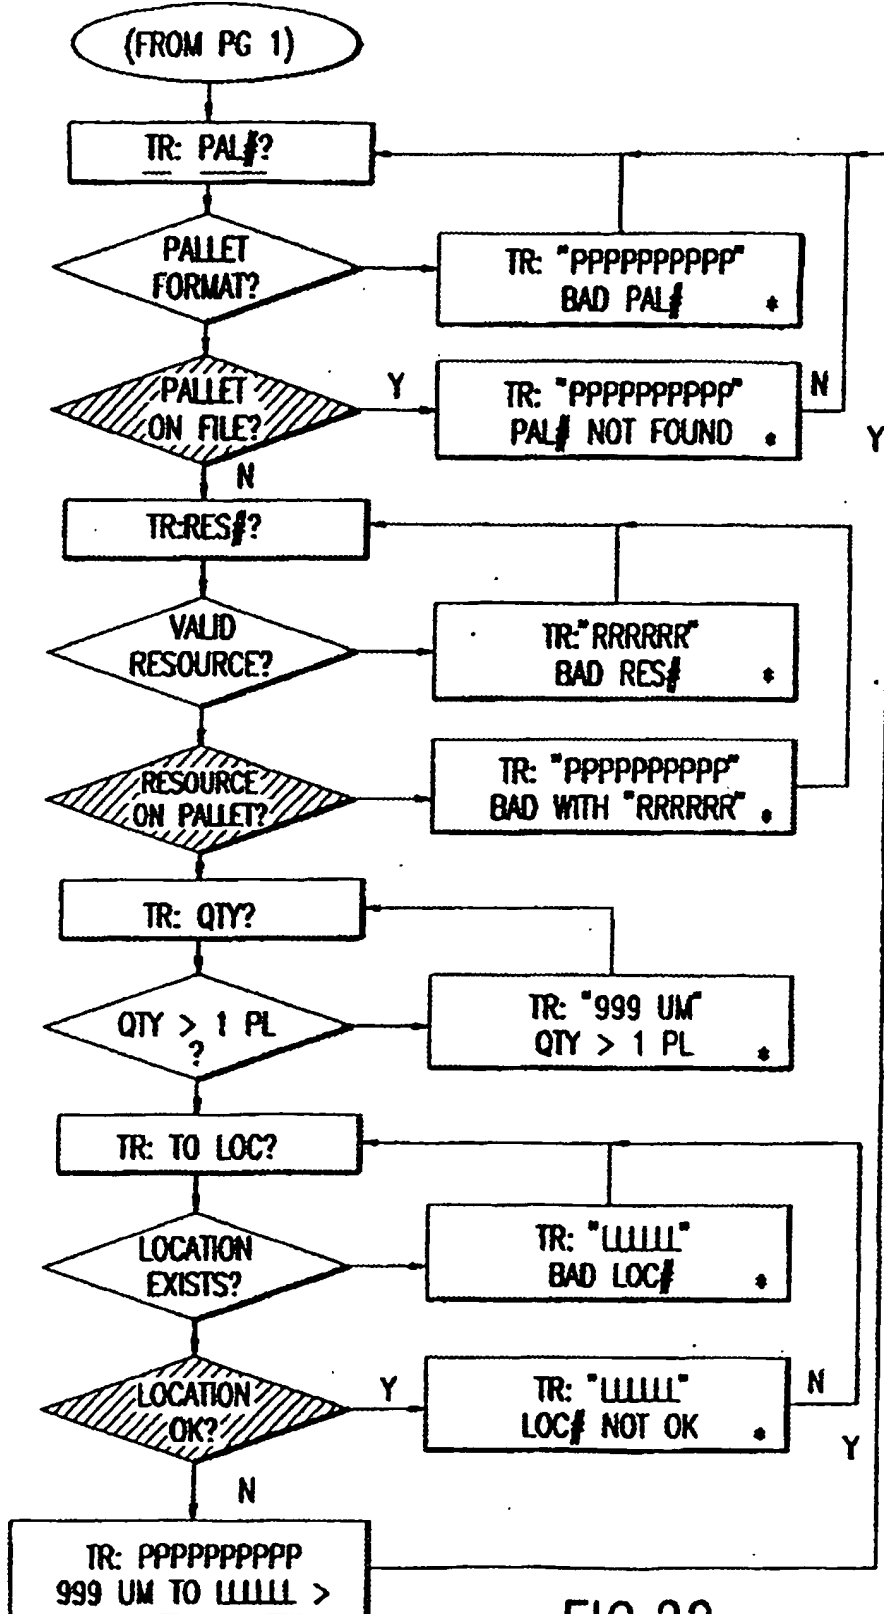 (FROM PG 1)
TR: PAL#?
PALLET
FORMAT?
TR: "PPPPPPPPPP"
BAD PAL#
*
PALLET
ON FILE?
Y
TR: "PPPPPPPPPP"
PAL# NOT FOUND
*
N
Y
N
TR:RES#?
VALID
RESOURCE?
TR:"RRRRRR"
BAD RES#
*
RESOURCE
ON PALLET?
TR: "PPPPPPPPPP"
BAD WITH "RRRRRR"
*
TR: QTY?
QTY > 1 PL
?
TR: "999 UM"
QTY > 1 PL
*
TR: TO LOC?
LOCATION
EXISTS?
TR: "LLLLLL"
BAD LOC#
*
LOCATION
OK?
Y
TR: "LLLLLL"
LOC# NOT OK
*
N
Y
N
TR: PPPPPPPPPP
999 UM TO LLLLLL >